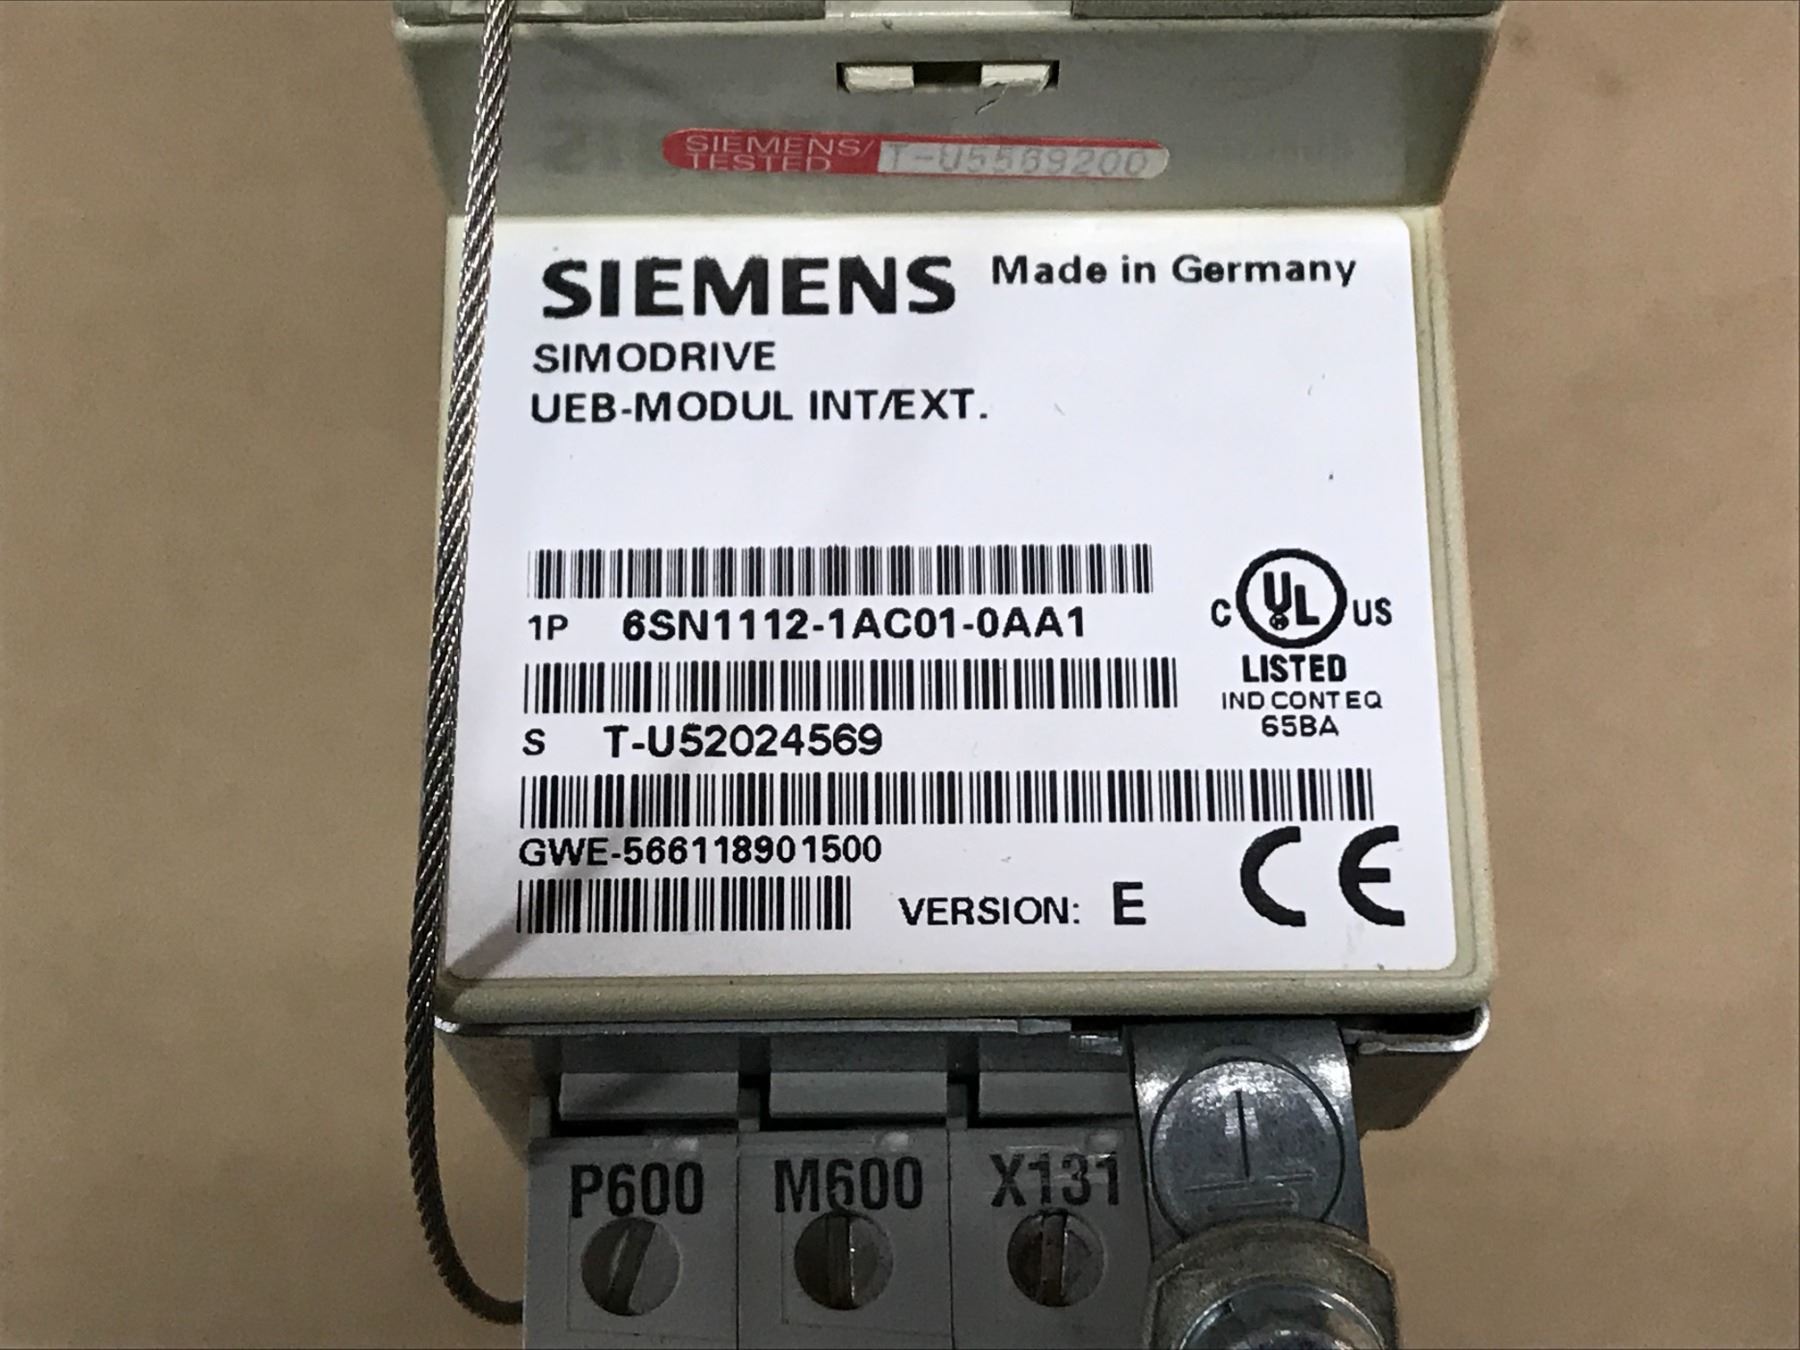 SIEMENS/
TESTED T-U5569200
SIEMENS Made in Germany
SIMODRIVE
UEB-MODUL INT/EXT.
1P 6SN1112-1AC01-0AA1
C UL US
LISTED
IND.CONT.EQ
65BA
S T-U52024569
GWE-566118901500
VERSION: E CE
P600 M600 X131